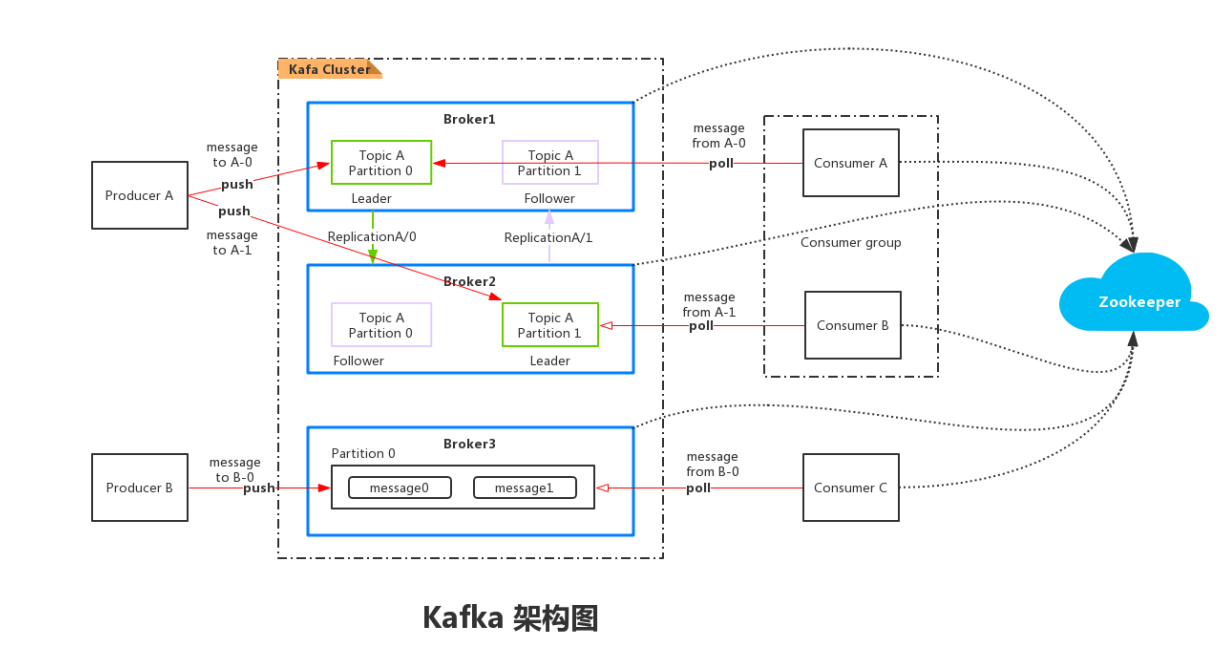 Kafa Cluster
Broker1
Topic A
Partition 0
Leader
Topic A
Partition 1
Follower
message
to A-0
push
Producer A
push
message
to A-1
message
from A-0
poll
Consumer A
ReplicationA/0
ReplicationA/1
Consumer group
Broker2
Topic A
Partition 0
Follower
Topic A
Partition 1
Leader
message
from A-1
poll
Consumer B
Zookeeper
Broker3
Partition 0
message0
message1
Producer B
message
to B-0
push
message
from B-0
poll
Consumer C
Kafka 架构图